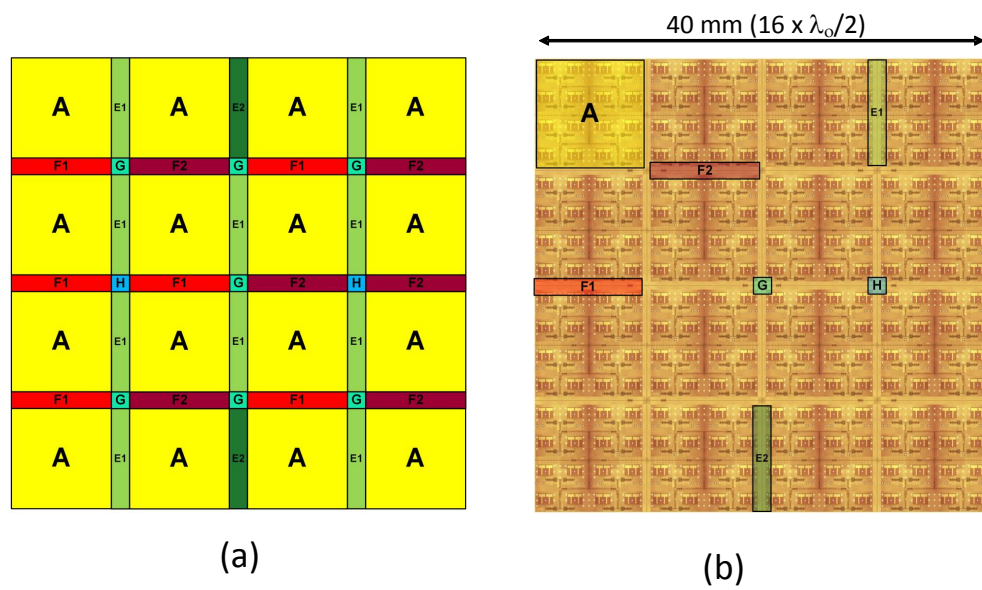 40 mm (16 x λo/2)
A E1 A E2 A E1 A
F1 G F2 G F1 G F2
A E1 A E1 A E1 A
F1 H F1 G F2 H F2
A E1 A E1 A E1 A
F1 G F2 G F1 G F2
A E1 A E2 A E1 A
(a)
A E1
F2
F1 G H
E2
(b)